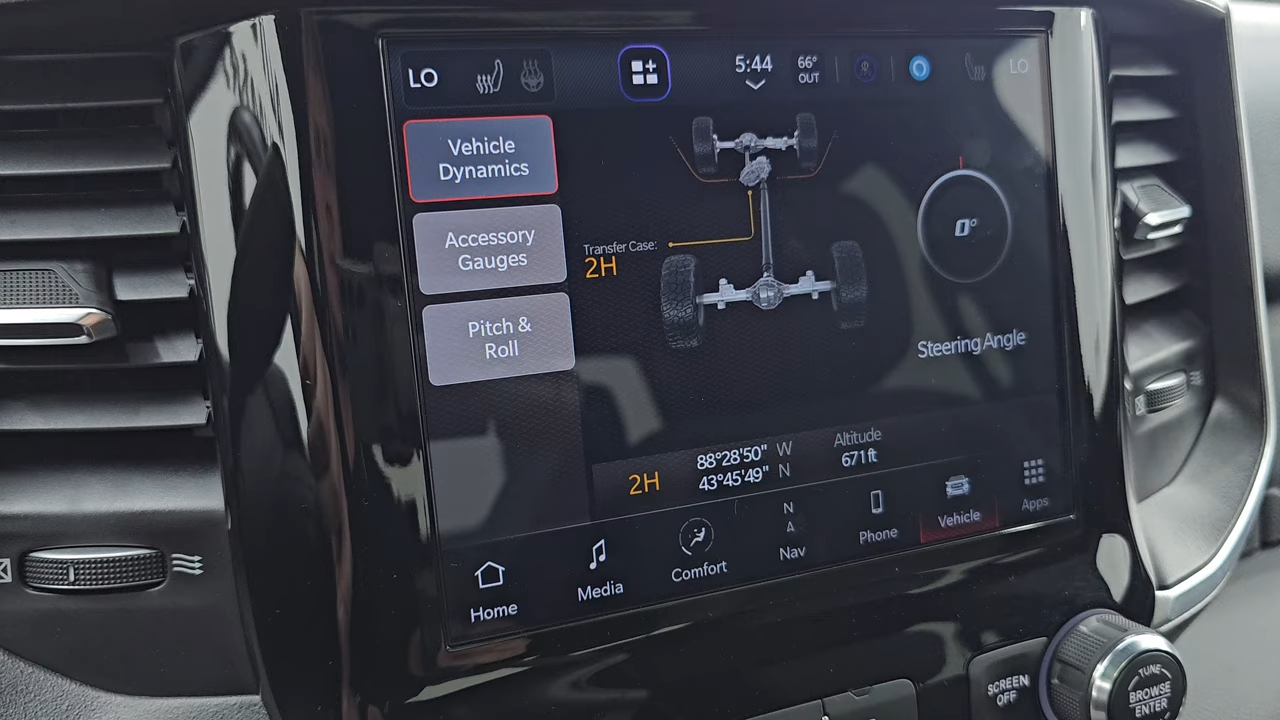 LO
5:44
66°
OUT
LO
Vehicle
Dynamics
Accessory
Gauges
Pitch &
Roll
Transfer Case:
2H
0°
Steering Angle
2H
88°28'50" W
43°45'49" N
Altitude
671 ft
Home
Media
Comfort
N
Nav
Phone
Vehicle
Apps
SCREEN
OFF
TUNE
BROWSE
ENTER